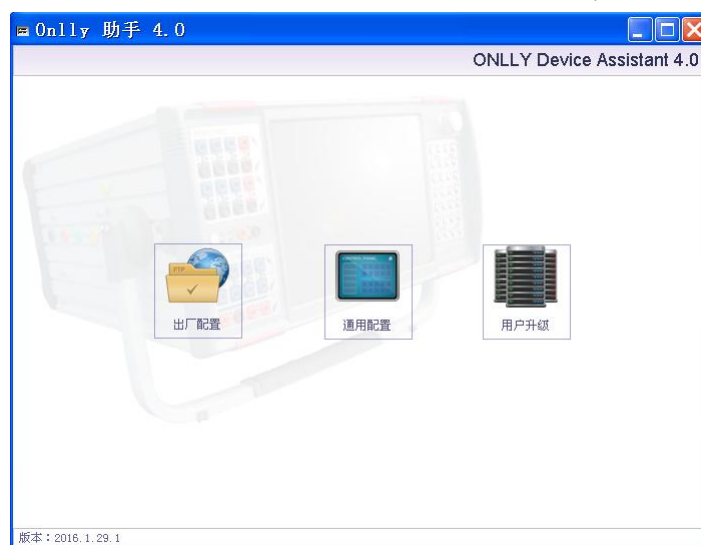 Onlly 助手 4.0
ONLLY Device Assistant 4.0
FTP
出厂配置
通用配置
用户升级
版本：2016.1.29.1